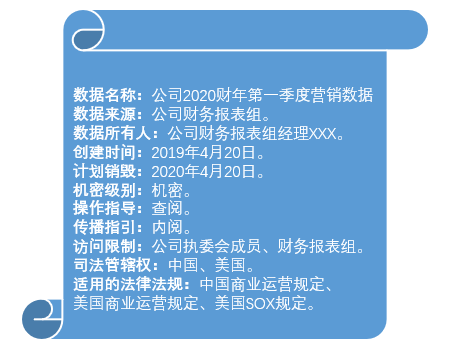 数据名称：公司2020财年第一季度营销数据
数据来源：公司财务报表组。
数据所有人：公司财务报表组经理XXX。
创建时间：2019年4月20日。
计划销毁：2020年4月20日。
机密级别：机密。
操作指导：查阅。
传播指引：内阅。
访问限制：公司执委会成员、财务报表组。
司法管辖权：中国、美国。
适用的法律法规：中国商业运营规定、
美国商业运营规定、美国SOX规定。